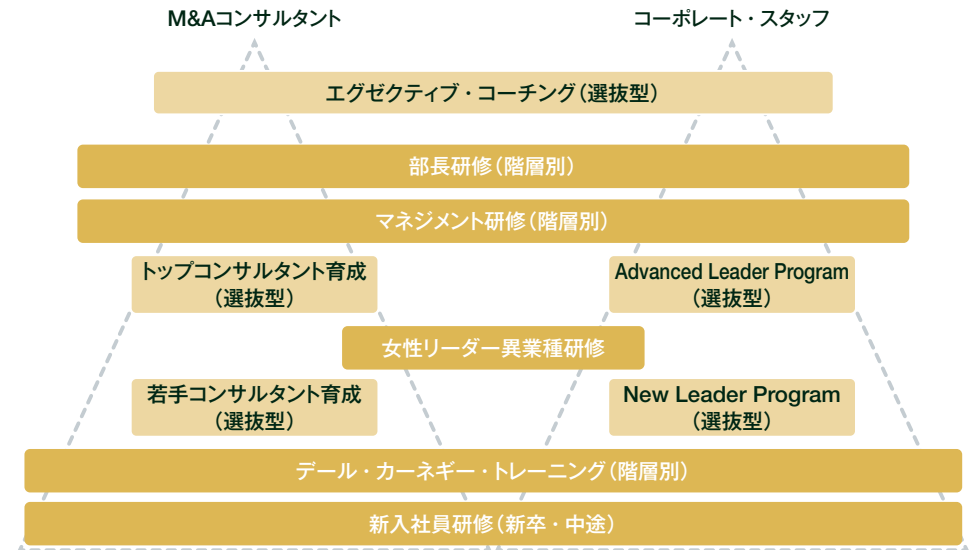 M&Aコンサルタント
コーポレート・スタッフ
エグゼクティブ・コーチング(選抜型)
部長研修(階層別)
マネジメント研修(階層別)
トップコンサルタント育成
(選抜型)
Advanced Leader Program
(選抜型)
女性リーダー異業種研修
若手コンサルタント育成
(選抜型)
New Leader Program
(選抜型)
デール・カーネギー・トレーニング(階層別)
新入社員研修(新卒・中途)